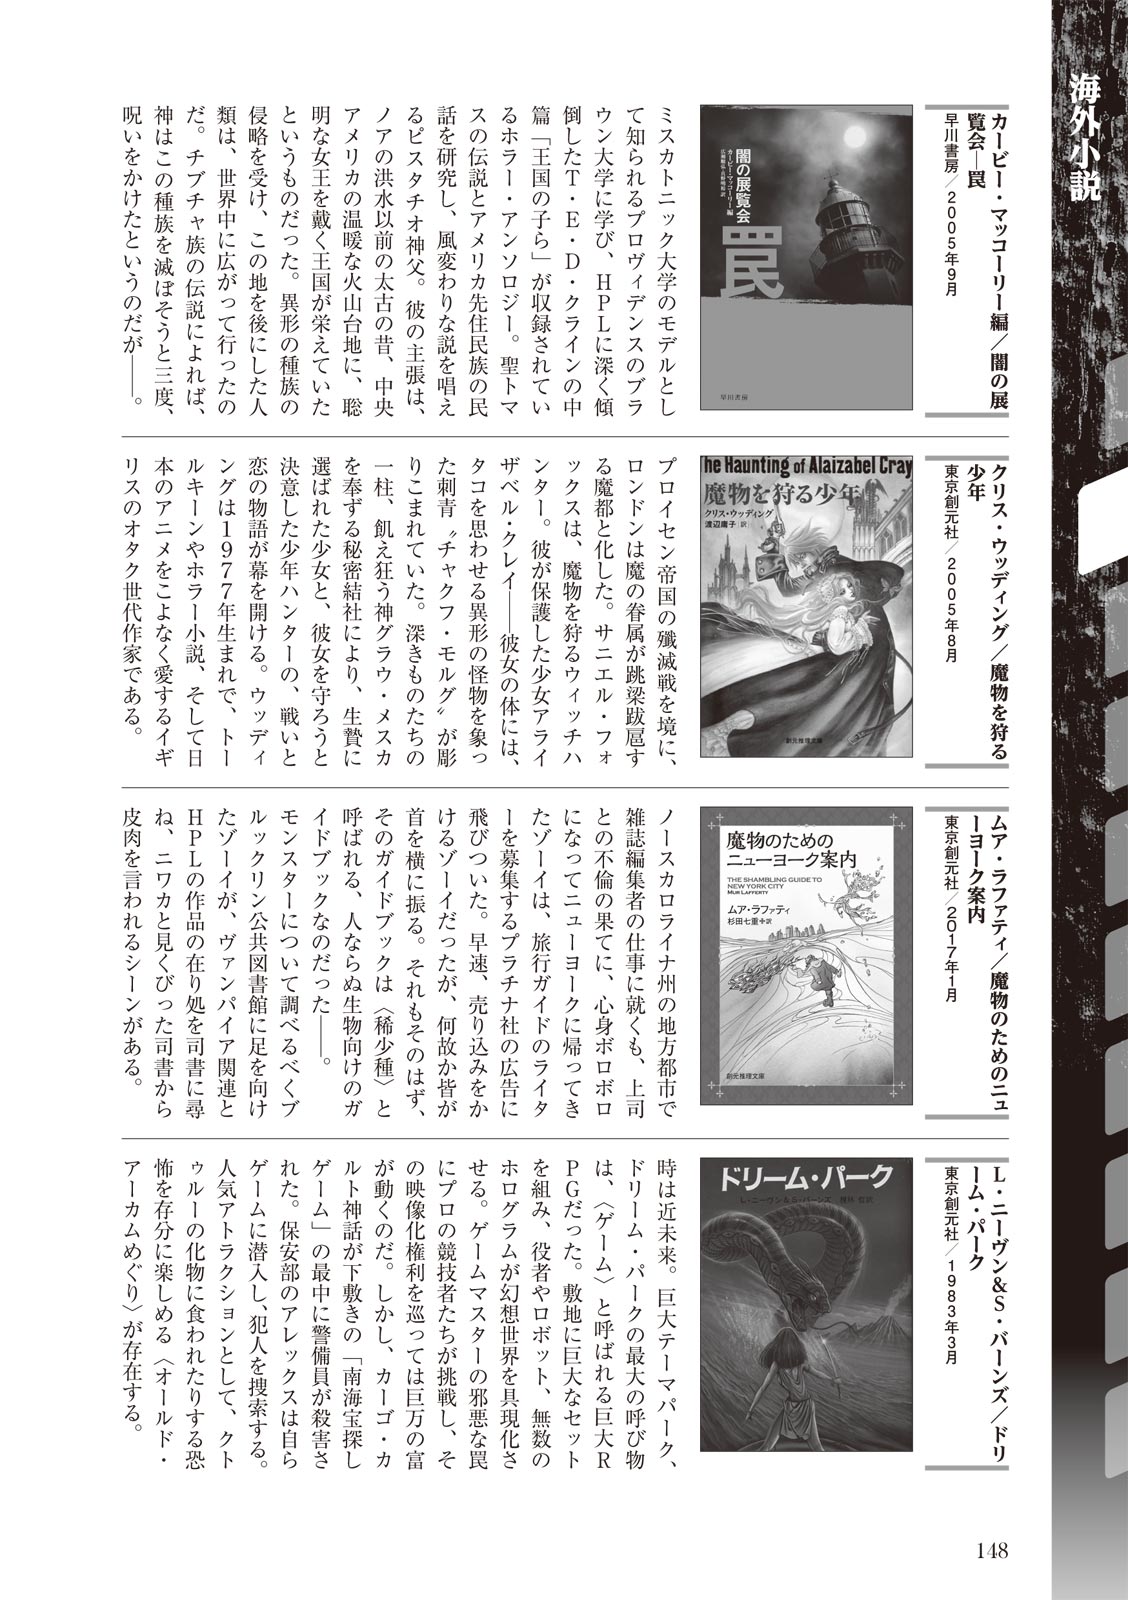 海外小説
カービー・マッコーリー編／闇の展
覧会―罠
早川書房／2005年9月
闇の展覧会
カービー・マッコーリー 編
罠
早川書房
ミスカトニック大学のモデルとし
て知られるプロヴィデンスのブラ
ウン大学に学び、HPLに深く傾
倒したT・E・D・クラインの中
篇「王国の子ら」が収録されてい
るホラー・アンソロジー。聖トマ
スの伝説とアメリカ先住民族の民
話を研究し、風変わりな説を唱え
るピスタチオ神父。彼の主張は、
ノアの洪水以前の太古の昔、中央
アメリカの温暖な火山台地に、聡
明な女王を戴く王国が栄えていた
というものだった。異形の種族の
侵略を受け、この地を後にした人
類は、世界中に広がって行ったの
だ。チブチャ族の伝説によれば、
神はこの種族を滅ぼそうと三度、
呪いをかけたというのだが――。
クリス・ウッディング／魔物を狩る
少年
東京創元社／2005年8月
he Haunting of Alaizabel Cray
魔物を狩る少年
クリス・ウッディング
渡辺庸子 訳
創元推理文庫
プロイセン帝国の殲滅戦を境に、
ロンドンは魔の眷属が跳梁跋扈す
る魔都と化した。サニエル・フォ
ックスは、魔物を狩るウィッチハ
ンター。彼が保護した少女アライ
ザベル・クレイ――彼女の体には、
タコを思わせる異形の怪物を象っ
た刺青〝チャクフ・モルグ〟が彫
りこまれていた。深きものたちの
一柱、飢え狂う神グラウ・メスカ
を奉ずる秘密結社により、生贄に
選ばれた少女と、彼女を守ろうと
決意した少年ハンターの、戦いと
恋の物語が幕を開ける。ウッディ
ングは1977年生まれで、トー
ルキーンやホラー小説、そして日
本のアニメをこよなく愛するイギ
リスのオタク世代作家である。
ムア・ラファティ／魔物のためのニュ
ーヨーク案内
東京創元社／2017年1月
魔物のための
ニューヨーク案内
THE SHAMBLING GUIDE TO
NEW YORK CITY
MUR LAFFERTY
ムア・ラファティ
杉田七重 訳
創元推理文庫
ノースカロライナ州の地方都市で
雑誌編集者の仕事に就くも、上司
との不倫の果てに、心身ボロボロ
になってニューヨークに帰ってき
たゾーイは、旅行ガイドのライタ
ーを募集するプラチナ社の広告に
飛びついた。早速、売り込みをか
けるゾーイだったが、何故か皆が
首を横に振る。それもそのはず、
そのガイドブックは〈稀少種〉と
呼ばれる、人ならぬ生物向けのガ
イドブックなのだった――。
モンスターについて調べるべくブ
ルックリン公共図書館に足を向け
たゾーイが、ヴァンパイア関連と
HPLの作品の在り処を司書に尋
ね、ニワカと見くびった司書から
皮肉を言われるシーンがある。
L・ニーヴン&S・バーンズ／ドリ
ーム・パーク
東京創元社／1983年3月
ドリーム・パーク
L・ニーヴン&S・バーンズ 榎林 哲訳
時は近未来。巨大テーマパーク、
ドリーム・パークの最大の呼び物
は、〈ゲーム〉と呼ばれる巨大R
PGだった。敷地に巨大なセット
を組み、役者やロボット、無数の
ホログラムが幻想世界を具現化さ
せる。ゲームマスターの邪悪な罠
にプロの競技者たちが挑戦し、そ
の映像化権利を巡っては巨万の富
が動くのだ。しかし、カーゴ・カ
ルト神話が下敷きの「南海宝探し
ゲーム」の最中に警備員が殺害さ
れた。保安部のアレックスは自ら
ゲームに潜入し、犯人を捜索する。
人気アトラクションとして、クト
ゥルーの化物に食われたりする恐
怖を存分に楽しめる〈オールド・
アーカムめぐり〉が存在する。
148